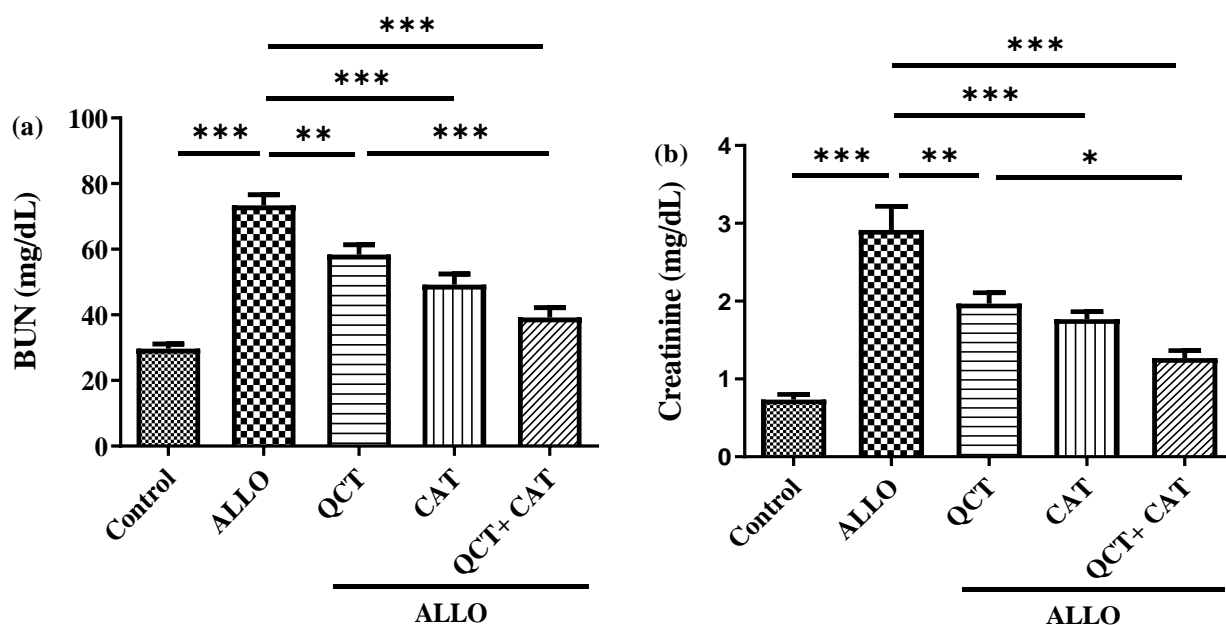 (a)
***
***
*** ** ***
BUN (mg/dL)
100
80
60
40
20
0
Control
ALLO
QCT
CAT
QCT+ CAT
ALLO
(b)
***
***
*** ** *
Creatinine (mg/dL)
4
3
2
1
0
Control
ALLO
QCT
CAT
QCT+ CAT
ALLO